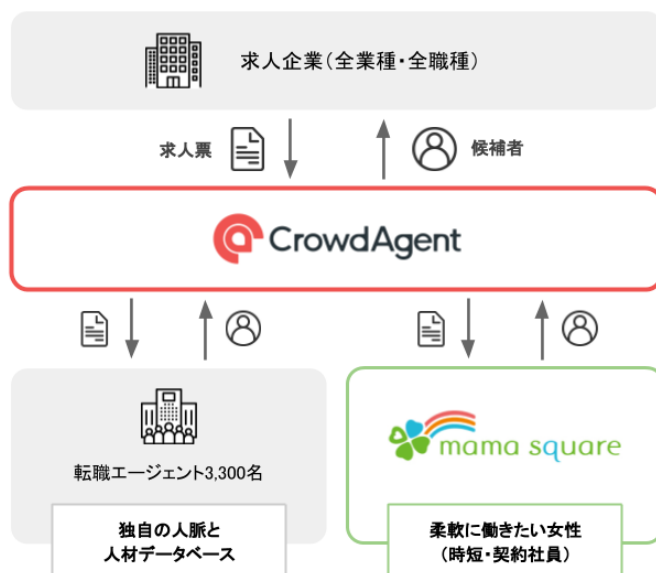 求人企業(全業種・全職種)
求人票
候補者
CrowdAgent
転職エージェント3,300名
独自の人脈と
人材データベース
mama square
柔軟に働きたい女性
(時短・契約社員)